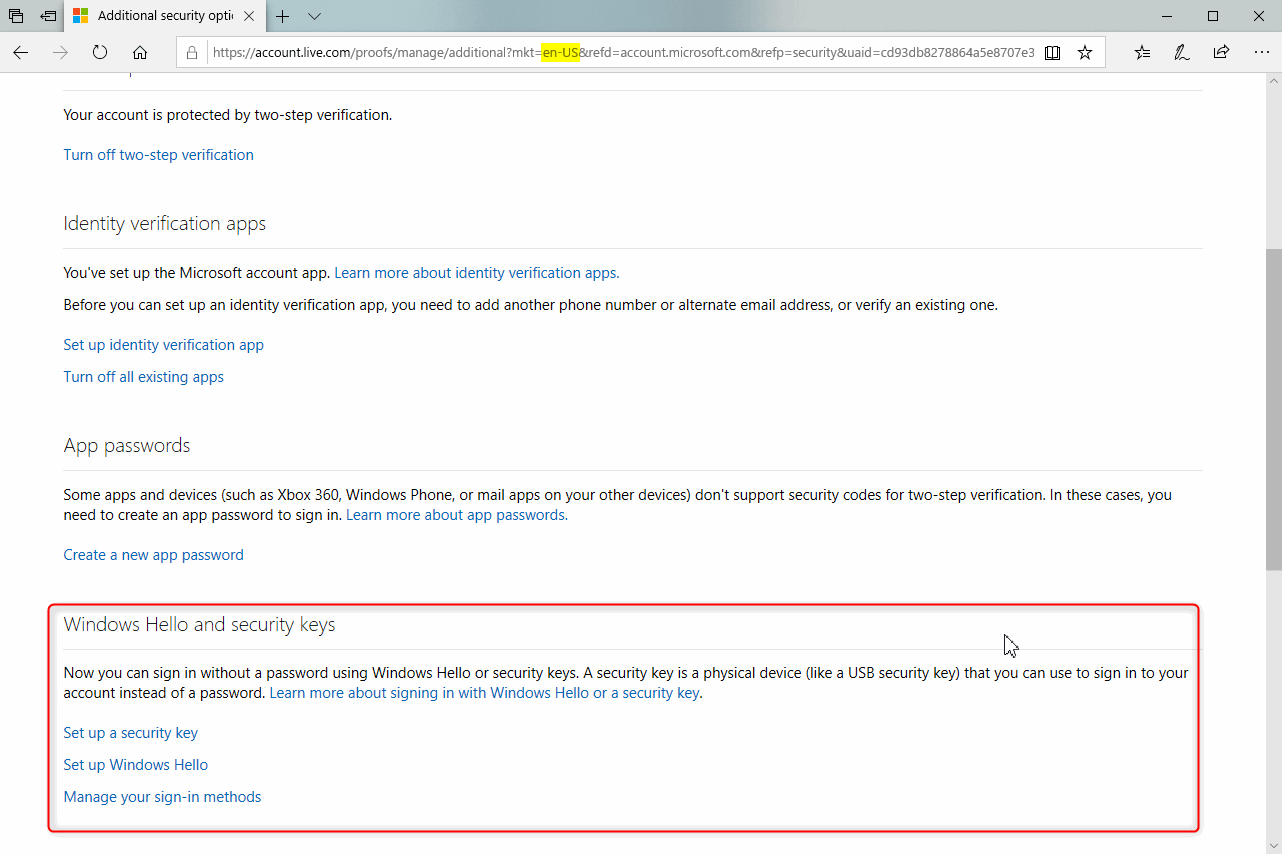 Additional security opti
https://account.live.com/proofs/manage/additional?mkt=en-US&refd=account.microsoft.com&refp=security&uaid=cd93db8278864a5e8707e3
Your account is protected by two-step verification.
Turn off two-step verification
Identity verification apps
You've set up the Microsoft account app. Learn more about identity verification apps.
Before you can set up an identity verification app, you need to add another phone number or alternate email address, or verify an existing one.
Set up identity verification app
Turn off all existing apps
App passwords
Some apps and devices (such as Xbox 360, Windows Phone, or mail apps on your other devices) don't support security codes for two-step verification. In these cases, you
need to create an app password to sign in. Learn more about app passwords.
Create a new app password
Windows Hello and security keys
Now you can sign in without a password using Windows Hello or security keys. A security key is a physical device (like a USB security key) that you can use to sign in to your
account instead of a password. Learn more about signing in with Windows Hello or a security key.
Set up a security key
Set up Windows Hello
Manage your sign-in methods